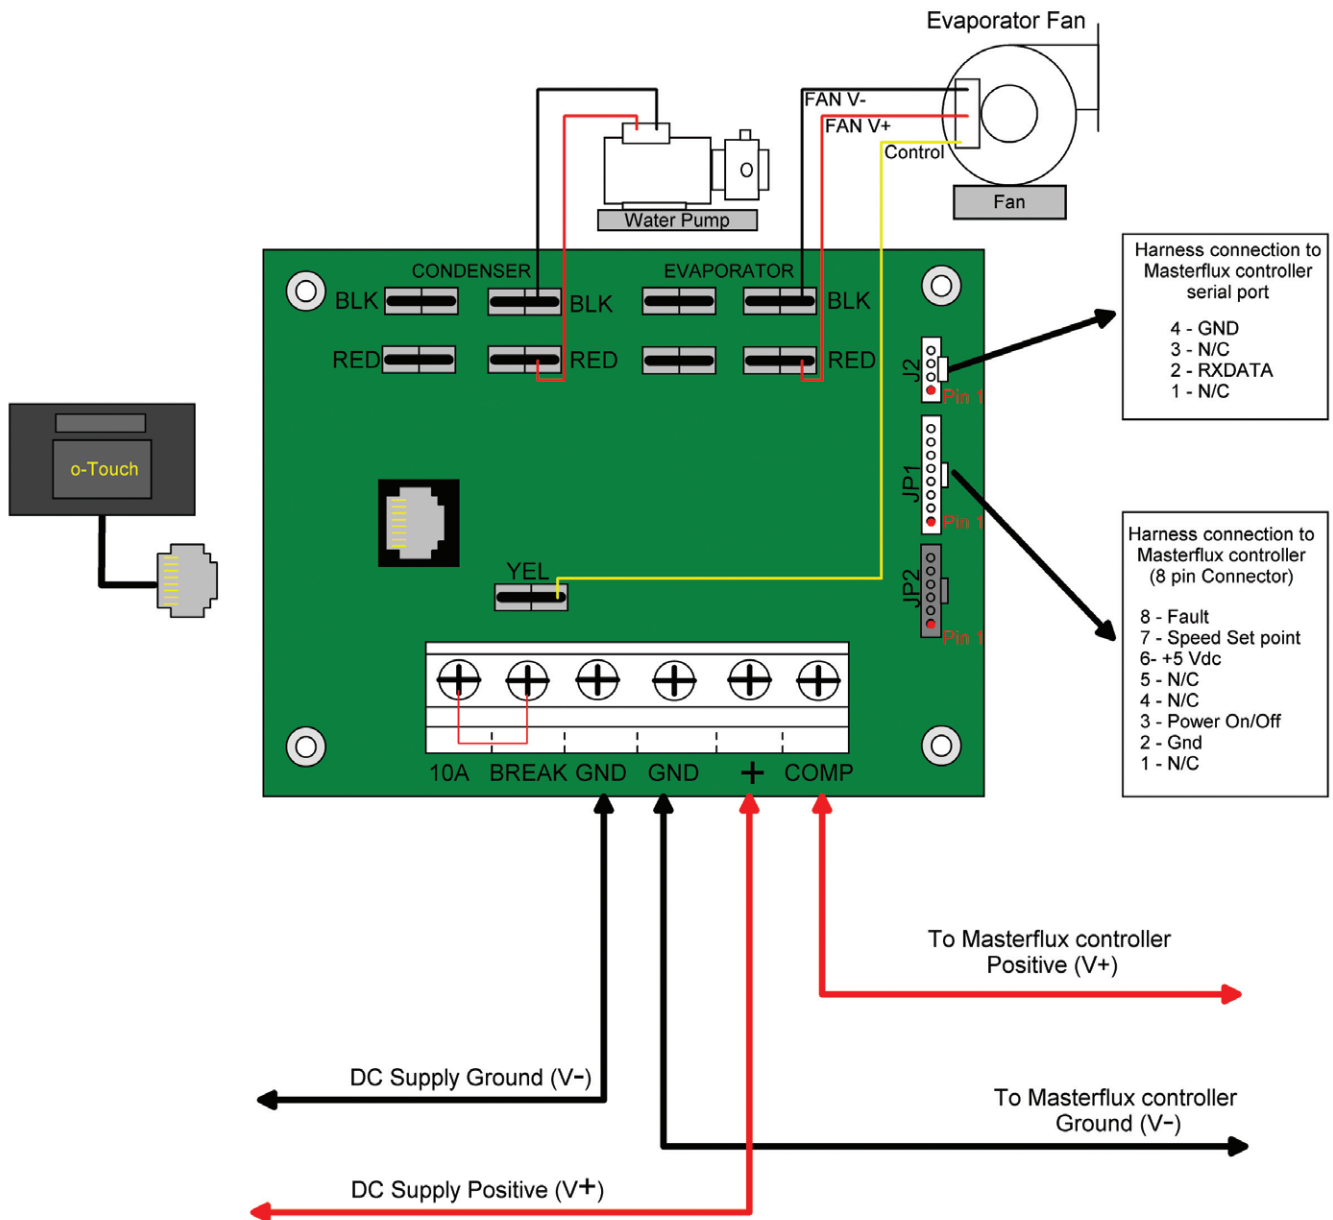 Evaporator Fan
FAN V-
FAN V+
Control
Water Pump
Fan
CONDENSER
EVAPORATOR
BLK
BLK
BLK
RED
RED
RED
J2
Pin 1
JP1
Pin 1
JP2
Pin 1
o-Touch
YEL
10A
BREAK
GND
GND
+
COMP
Harness connection to
Masterflux controller
serial port
4 - GND
3 - N/C
2 - RXDATA
1 - N/C
Harness connection to
Masterflux controller
(8 pin Connector)
8 - Fault
7 - Speed Set point
6- +5 Vdc
5 - N/C
4 - N/C
3 - Power On/Off
2 - Gnd
1 - N/C
To Masterflux controller
Positive (V+)
DC Supply Ground (V-)
To Masterflux controller
Ground (V-)
DC Supply Positive (V+)